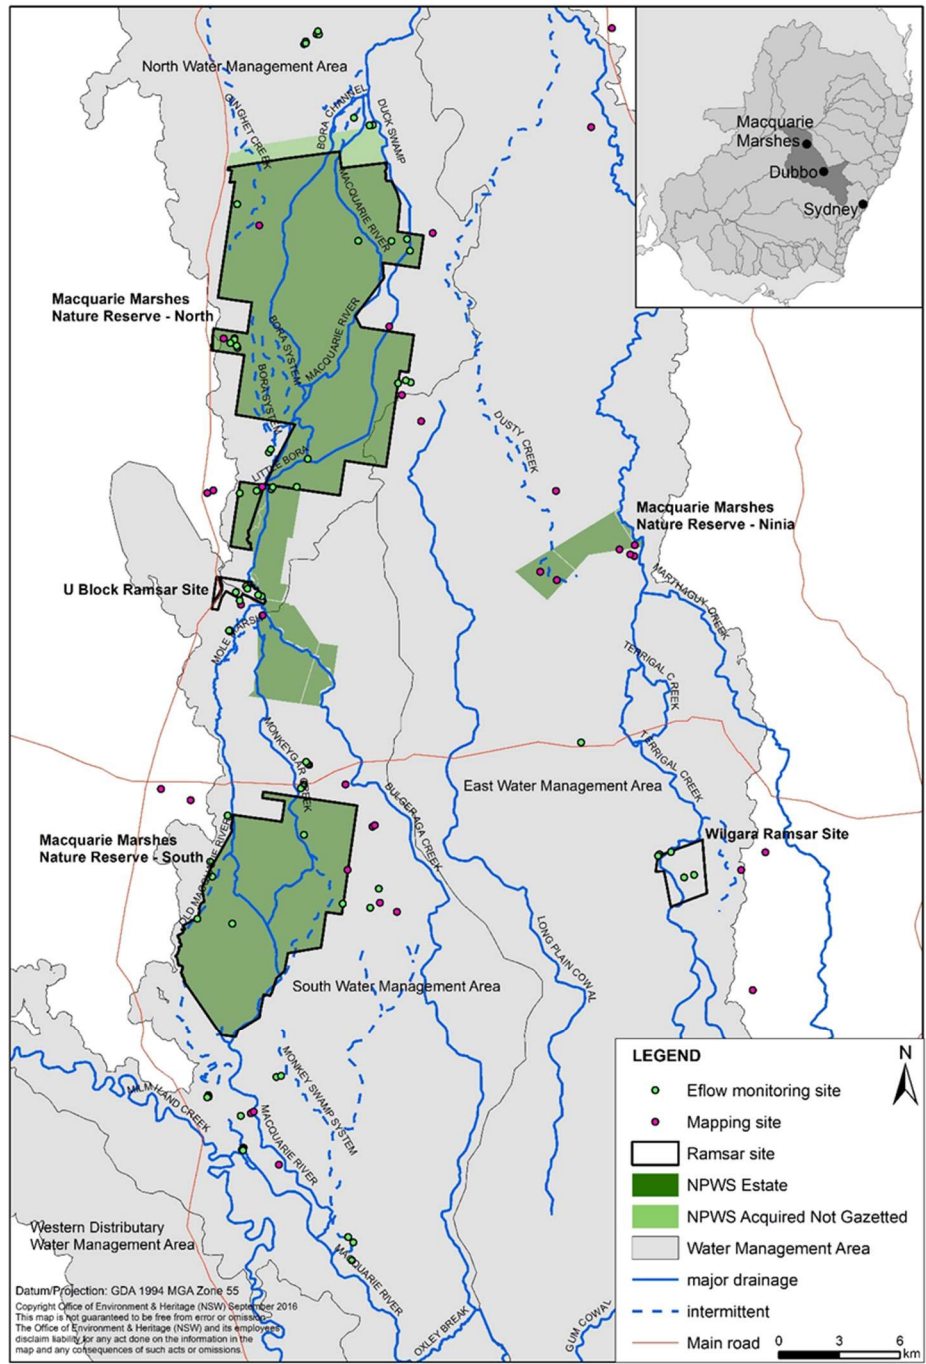 North Water Management Area
GINGHET CREEK
BORA CHANNEL
DUCK SWAMP
MACQUARIE RIVER
Macquarie
Marshes
Dubbo
Sydney
Macquarie Marshes
Nature Reserve - North
BORA SYSTEM
MACQUARIE RIVER
BORA SYSTEM
LITTLE BORA
DUSTY CREEK
Macquarie Marshes
Nature Reserve - Ninia
U Block Ramsar Site
MARTHAGUY CREEK
MOLE MARSH
TERRIGAL CREEK
MONKEYGAR CREEK
TERRIGAL CREEK
East Water Management Area
BULGERAGA CREEK
Wilgara Ramsar Site
Macquarie Marshes
Nature Reserve - South
OLD MACQUARIE RIVER
LONG PLAIN COWAL
South Water Management Area
MONKEY SWAMP SYSTEM
MILMILAND CREEK
MACQUARIE RIVER
Western Distributary
Water Management Area
MACQUARIE RIVER
OXLEY BREAK
GUM COWAL
LEGEND
N
Eflow monitoring site
Mapping site
Ramsar site
NPWS Estate
NPWS Acquired Not Gazetted
Water Management Area
major drainage
intermittent
Main road
0 3 6
km
Datum/Projection: GDA 1994 MGA Zone 55
Copyright Office of Environment & Heritage (NSW) September 2016
This map is not guaranteed to be free from error or omission
The Office of Environment & Heritage (NSW) and its employees
disclaim liability for any act done on the information in the
map and any consequences of such acts or omissions.